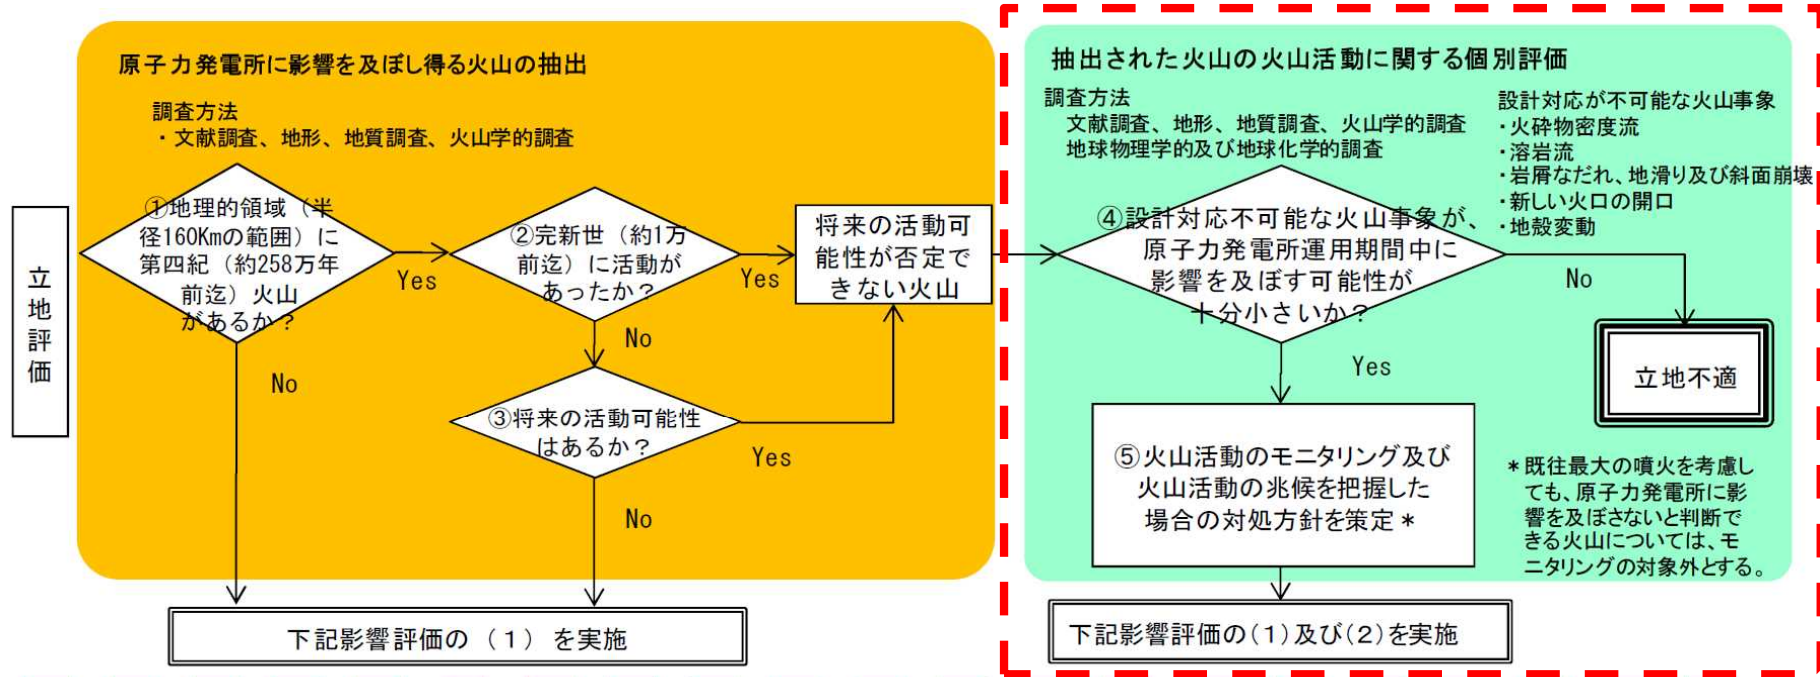 立地評価
原子力発電所に影響を及ぼし得る火山の抽出
調査方法
・文献調査、地形、地質調査、火山学的調査
①地理的領域（半
径160Kmの範囲）に
第四紀（約258万年
前迄）火山
があるか？
Yes
No
②完新世（約1万
前迄）に活動が
あったか？
Yes
No
③将来の活動可能性
はあるか？
Yes
No
将来の活動可
能性が否定で
きない火山
下記影響評価の（１）を実施
抽出された火山の火山活動に関する個別評価
調査方法
文献調査、地形、地質調査、火山学的調査
地球物理学的及び地球化学的調査
設計対応が不可能な火山事象
・火砕物密度流
・溶岩流
・岩屑なだれ、地滑り及び斜面崩壊
・新しい火口の開口
・地殻変動
④設計対応不可能な火山事象が、
原子力発電所運用期間中に
影響を及ぼす可能性が
十分小さいか？
No
立地不適
Yes
⑤火山活動のモニタリング及び
火山活動の兆候を把握した
場合の対処方針を策定＊
＊既往最大の噴火を考慮し
ても、原子力発電所に影
響を及ぼさないと判断で
きる火山については、モ
ニタリングの対象外とする。
下記影響評価の(１)及び(２)を実施